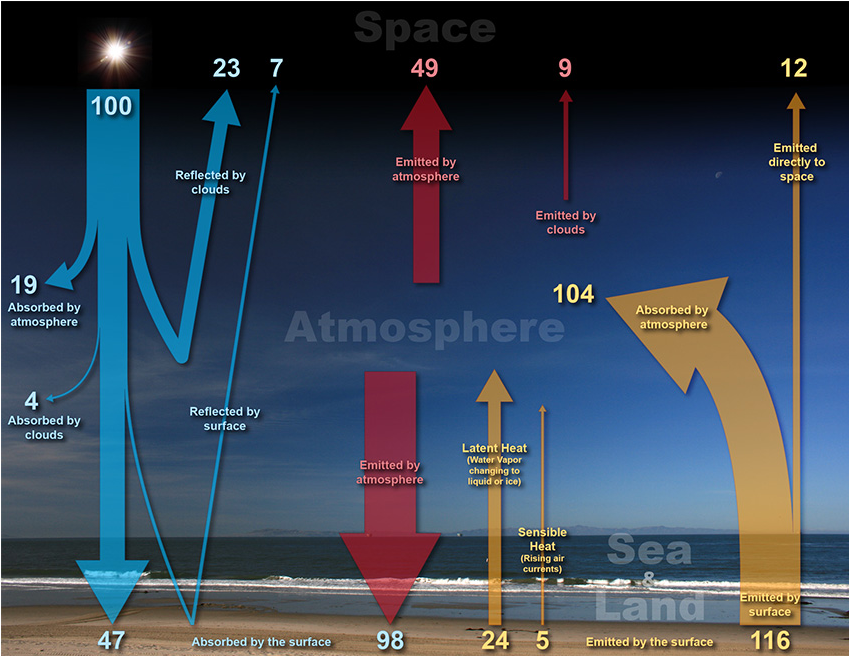 Space
23
7
49
9
12
100
Emitted
directly to
space
Emitted by
atmosphere
Reflected by
clouds
Emitted by
clouds
19
Absorbed by
atmosphere
104
Absorbed by
atmosphere
Atmosphere
4
Absorbed by
clouds
Reflected by
surface
Latent Heat
(Water Vapor
changing to
liquid or ice)
Emitted by
atmosphere
Sensible
Heat
(Rising air
currents)
Sea
&
Land
Emitted by
surface
47
Absorbed by the surface
98
24
5
Emitted by the surface
116